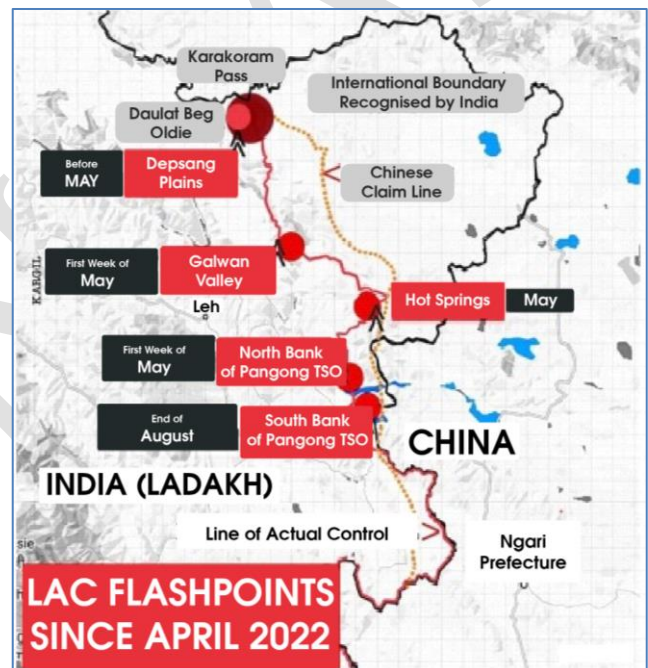 Karakoram
Pass
International Boundary
Recognised by India
Daulat Beg
Oldie
Before
MAY
Depsang
Plains
Chinese
Claim Line
First Week of
May
Galwan
Valley
KARGIL
Leh
Hot Springs
May
First Week of
May
North Bank
of Pangong TSO
End of
August
South Bank
of Pangong TSO
CHINA
INDIA (LADAKH)
Line of Actual Control
Ngari
Prefecture
LAC FLASHPOINTS
SINCE APRIL 2022